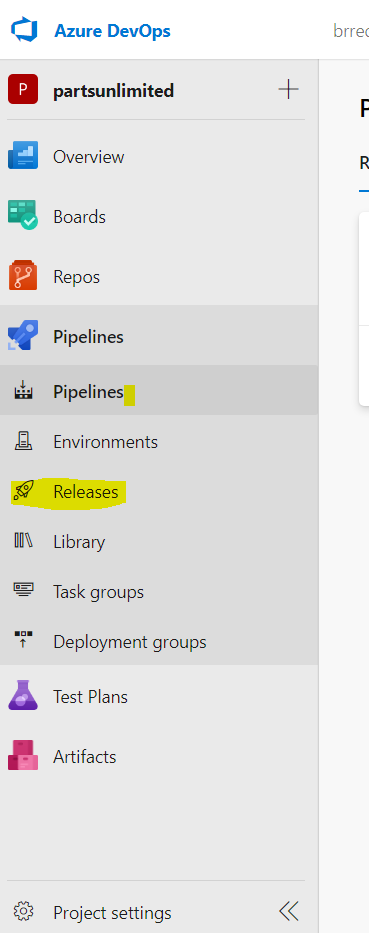 Azure DevOps
brrec
P
partsunlimited
P
R
Overview
Boards
Repos
Pipelines
Pipelines
Environments
Releases
Library
Task groups
Deployment groups
Test Plans
Artifacts
Project settings